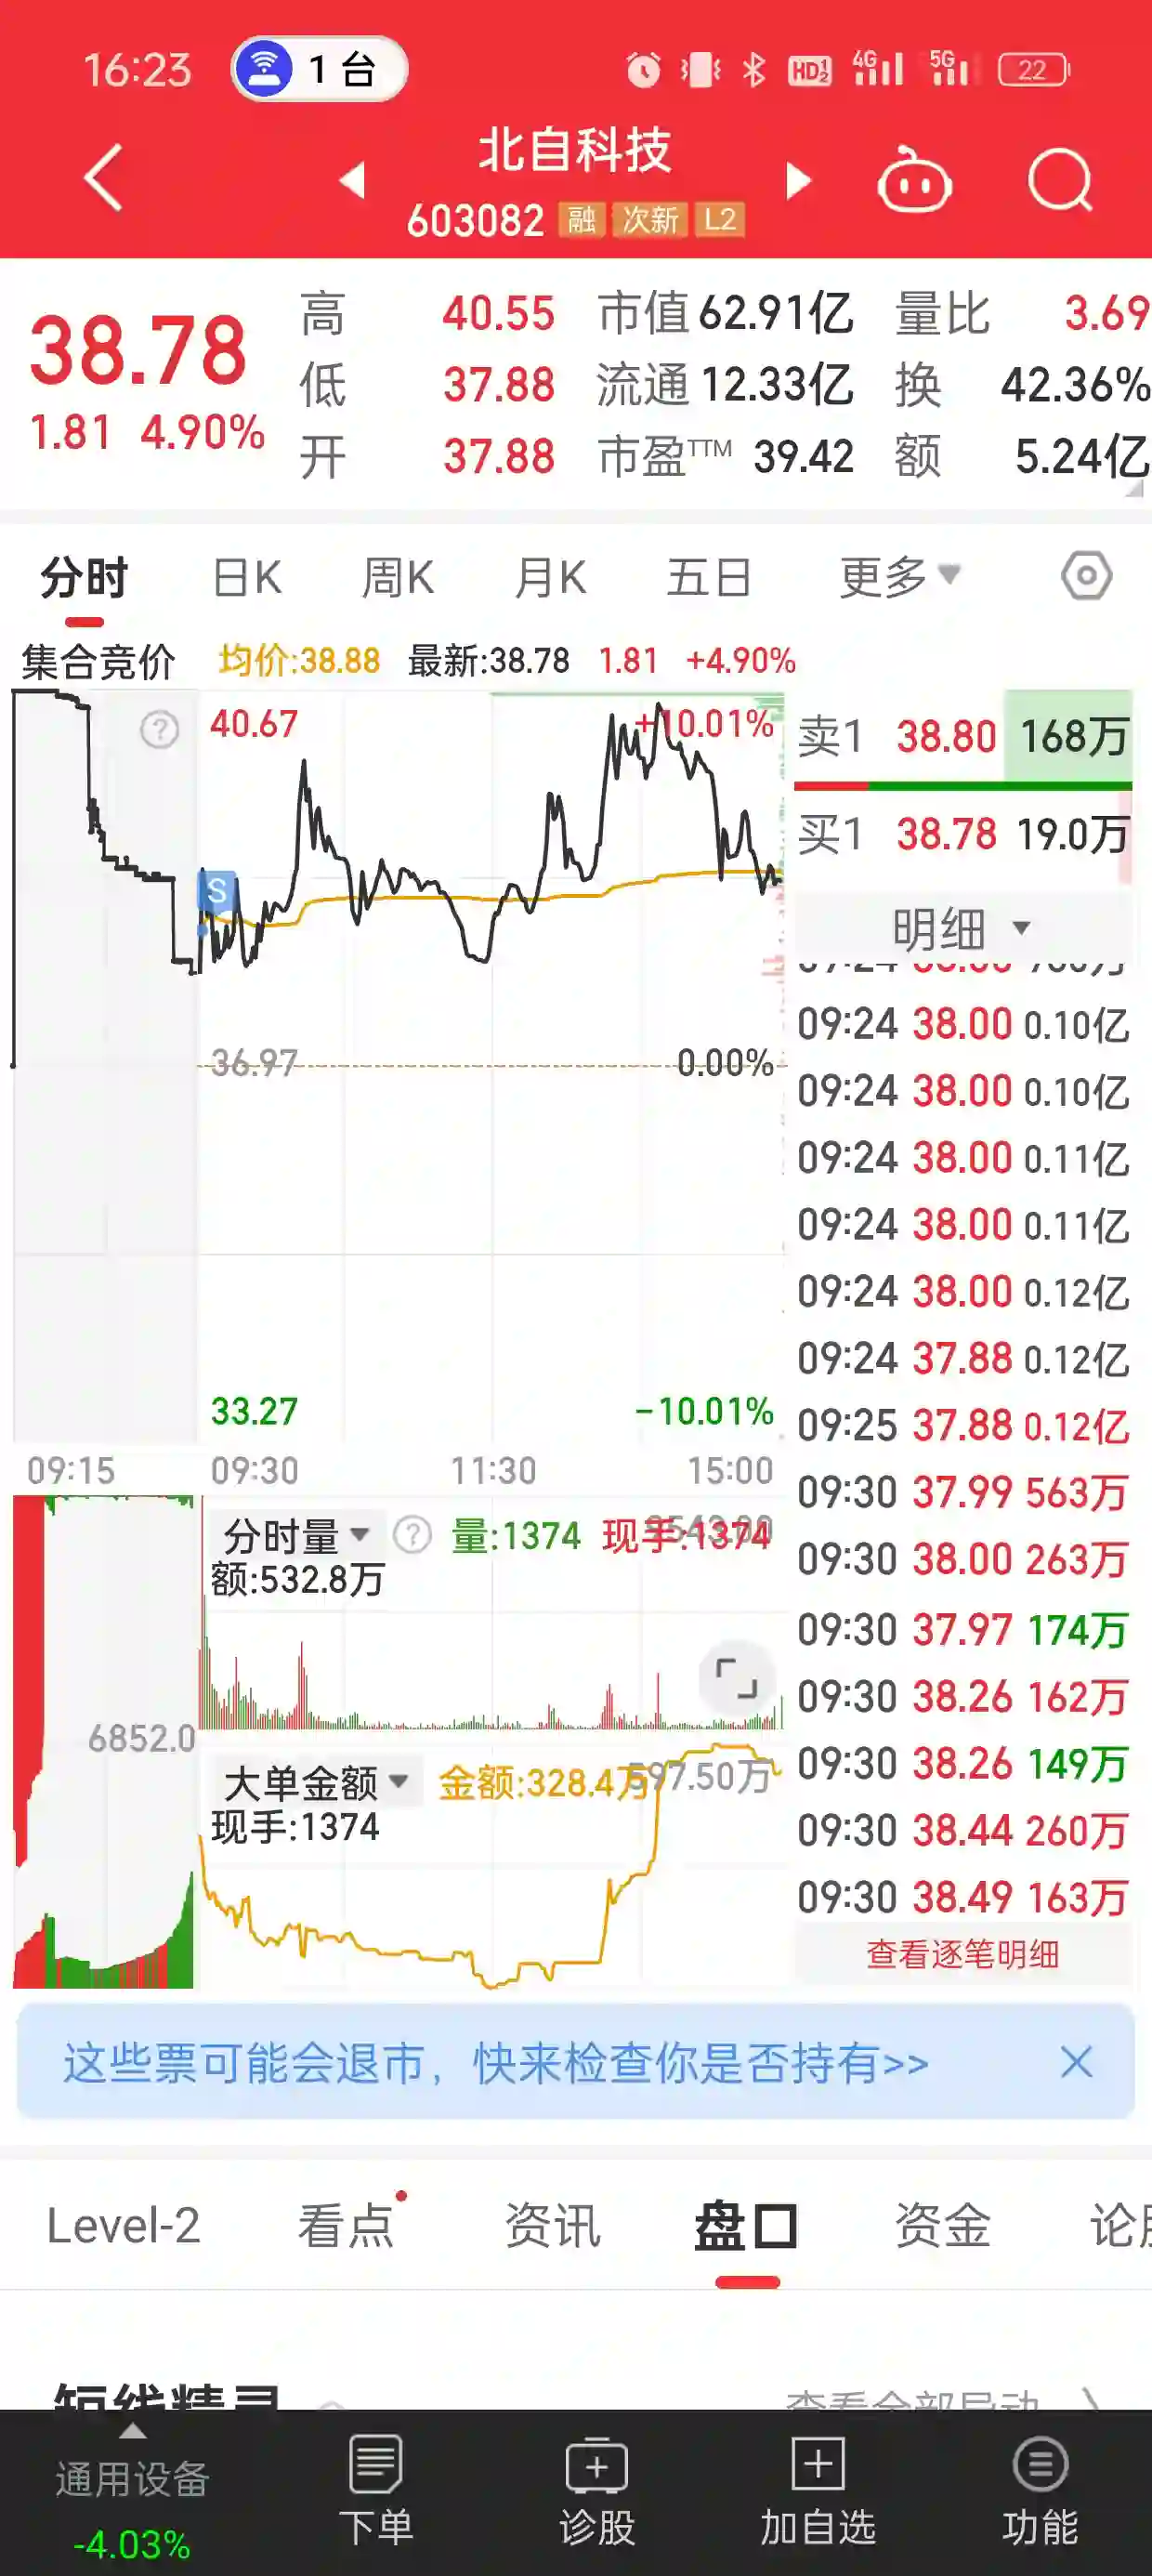 16:23 1 台 HD1 2 4G 5G 22
北自科技
603082 融 次新 L2
38.78
1.81 4.90%
高 40.55 市值 62.91亿 量比 3.69
低 37.88 流通 12.33亿 换 42.36%
开 37.88 市盈TTM 39.42 额 5.24亿
分时 日K 周K 月K 五日 更多
集合竞价 均价:38.88 最新:38.78 1.81 +4.90%
40.67 +10.01%
S
36.97 0.00%
33.27 -10.01%
09:15 09:30 11:30 15:00
卖1 38.80 168万
买1 38.78 19.0万
明细
09:24 38.00 0.10亿
09:24 38.00 0.10亿
09:24 38.00 0.11亿
09:24 38.00 0.11亿
09:24 38.00 0.12亿
09:24 37.88 0.12亿
09:25 37.88 0.12亿
09:30 37.99 563万
09:30 38.00 263万
09:30 37.97 174万
09:30 38.26 162万
09:30 38.26 149万
09:30 38.44 260万
09:30 38.49 163万
查看逐笔明细
分时量 ? 量:1374 现手:1374
额:532.8万
6852.0
大单金额 金额:328.4万 597.50万
现手:1374
这些票可能会退市，快来检查你是否持有>>
Level-2 看点 资讯 盘口 资金 论股
短线精灵 查看全部异动
通用设备 下单 诊股 加自选 功能
-4.03%